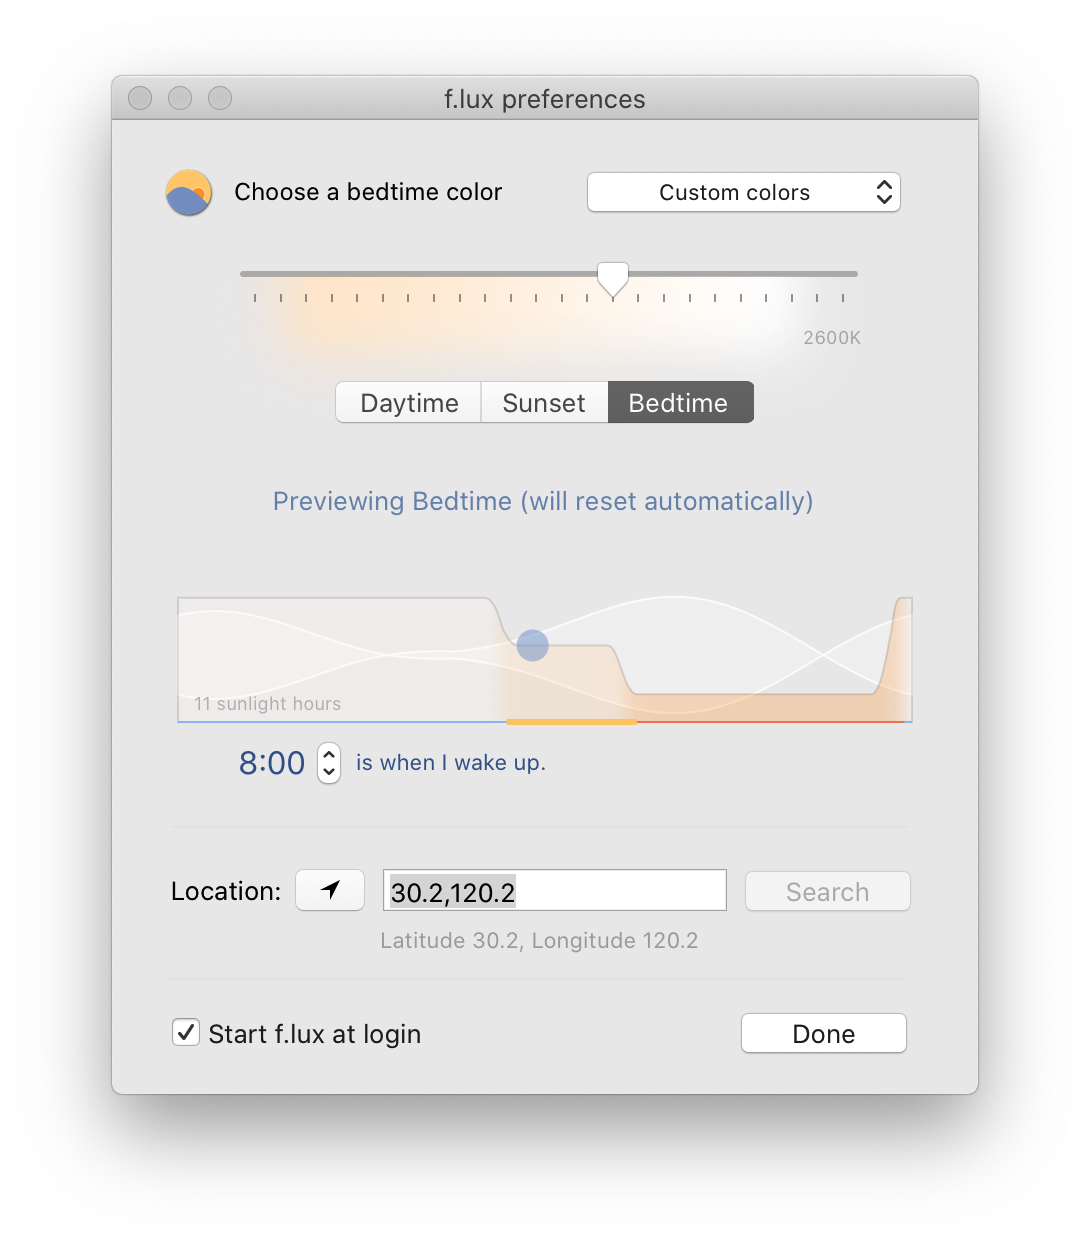 f.lux preferences
Choose a bedtime color
Custom colors
2600K
Daytime
Sunset
Bedtime
Previewing Bedtime (will reset automatically)
11 sunlight hours
8:00 is when I wake up.
Location: 30.2,120.2 Search
Latitude 30.2, Longitude 120.2
Start f.lux at login
Done